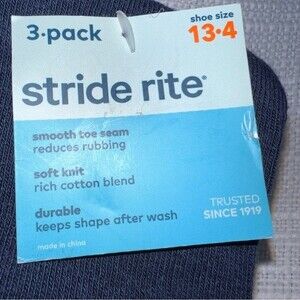 3·pack
shoe size
13·4
stride rite®
smooth toe seam
reduces rubbing
soft knit
rich cotton blend
durable
keeps shape after wash
TRUSTED
SINCE 1919
made in china